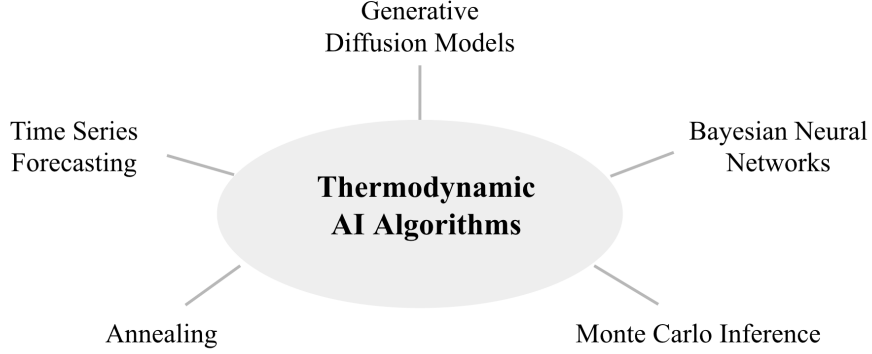 Generative
Diffusion Models
Time Series
Forecasting
Bayesian Neural
Networks
Thermodynamic
AI Algorithms
Annealing
Monte Carlo Inference